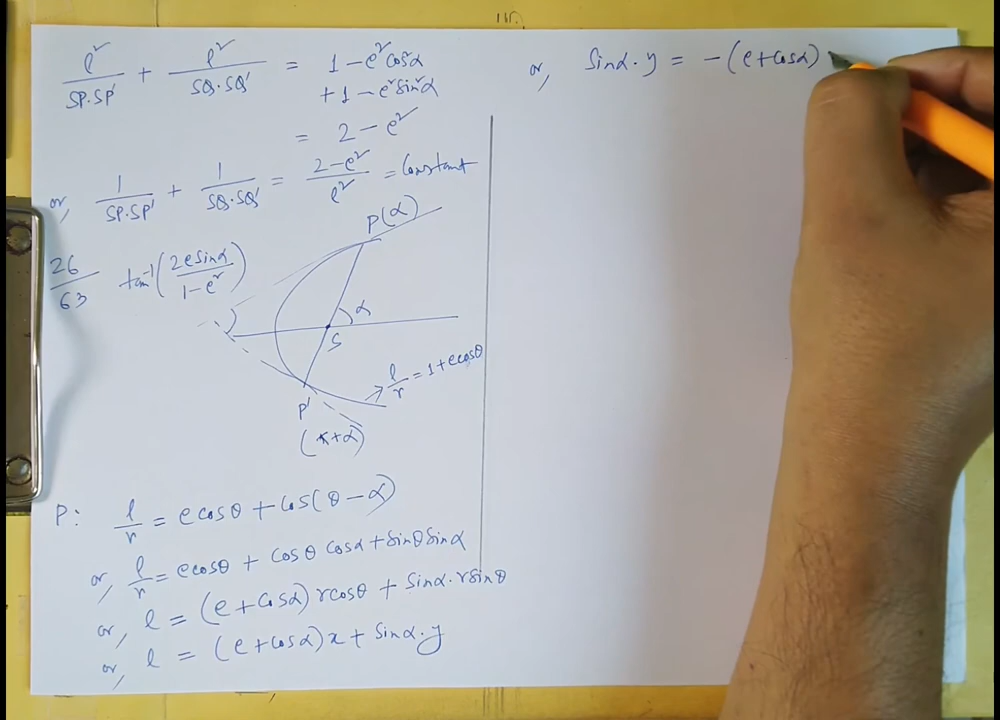 l²/(SP·SP') + l²/(SQ·SQ') = 1 − e²cos²α
+ 1 − e²sin²α
= 2 − e²
or, 1/(SP·SP') + 1/(SQ·SQ') = (2 − e²)/l² = Constant
26/63 tan⁻¹(2e sinα/(1 − e²))
P(α)
α
S
l/r = 1 + e cosθ
P'
(π+α)
P: l/r = e cosθ + cos(θ − α)
or, l/r = e cosθ + cosθ cosα + sinθ sinα
or, l = (e + cosα) r cosθ + sinα · r sinθ
or, l = (e + cosα) x + sinα · y
or, sinα · y = −(e + cosα)